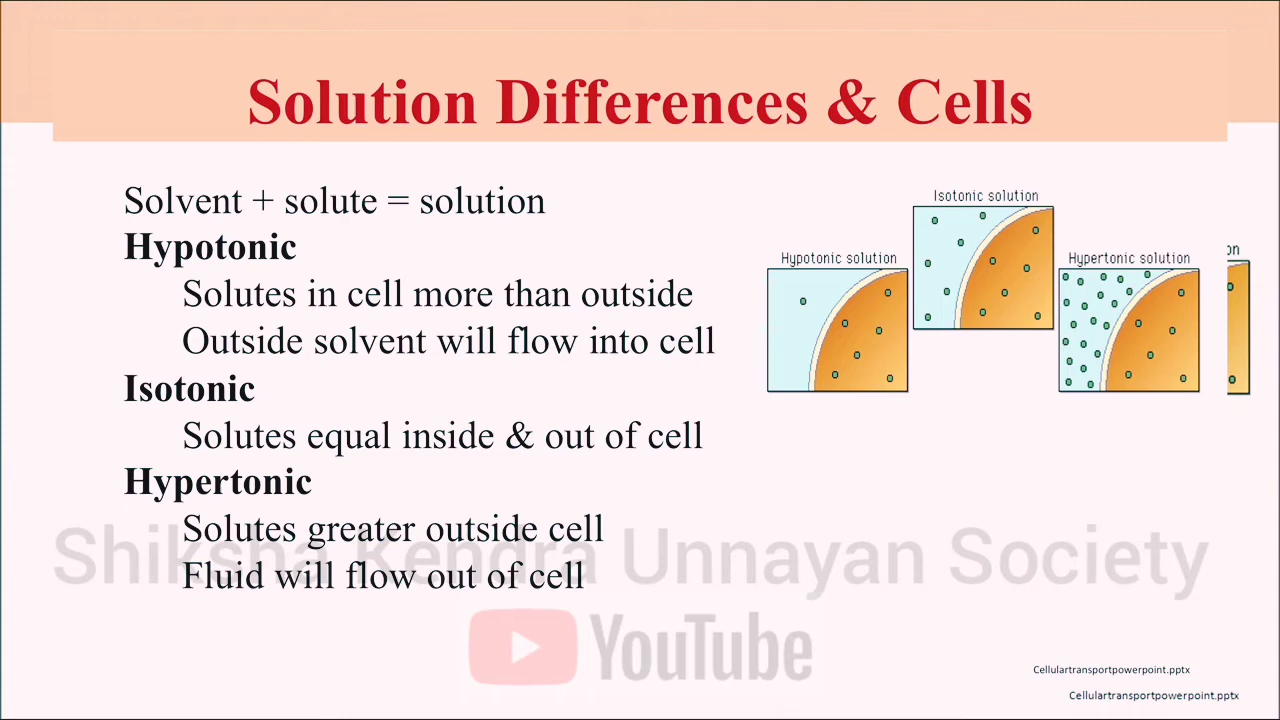 Solution Differences & Cells
Solvent + solute = solution
Hypotonic
Solutes in cell more than outside
Outside solvent will flow into cell
Isotonic
Solutes equal inside & out of cell
Hypertonic
Solutes greater outside cell
Fluid will flow out of cell
Isotonic solution
Hypotonic solution
Hypertonic solution
on
Shiksha Kendra Unnayan Society
YouTube
Cellulartransportpowerpoint.pptx
Cellulartransportpowerpoint.pptx